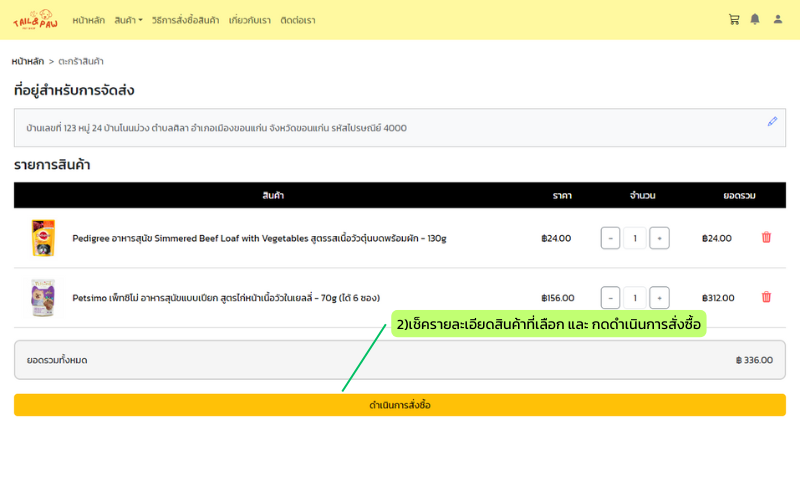 TAIL & PAW
หน้าหลัก สินค้า วิธีการสั่งซื้อสินค้า เกี่ยวกับเรา ติดต่อเรา
หน้าหลัก > ตะกร้าสินค้า
ที่อยู่สำหรับการจัดส่ง
บ้านเลขที่ 123 หมู่ 24 บ้านโนนม่วง ตำบลศิลา อำเภอเมืองขอนแก่น จังหวัดขอนแก่น รหัสไปรษณีย์ 4000
รายการสินค้า
สินค้า ราคา จำนวน ยอดรวม
Pedigree อาหารสุนัข Simmered Beef Loaf with Vegetables สูตรรสเนื้อวัวตุ๋นบดพร้อมผัก - 130g ฿24.00 - 1 + ฿24.00
Petsimo เพ็ทซิโม่ อาหารสุนัขแบบเปียก สูตรไก่หน้าเนื้อวัวในเยลลี่ - 70g (ได้ 6 ซอง) ฿156.00 - 1 + ฿312.00
2)เช็ครายละเอียดสินค้าที่เลือก และ กดดำเนินการสั่งซื้อ
ยอดรวมทั้งหมด ฿ 336.00
ดำเนินการสั่งซื้อ